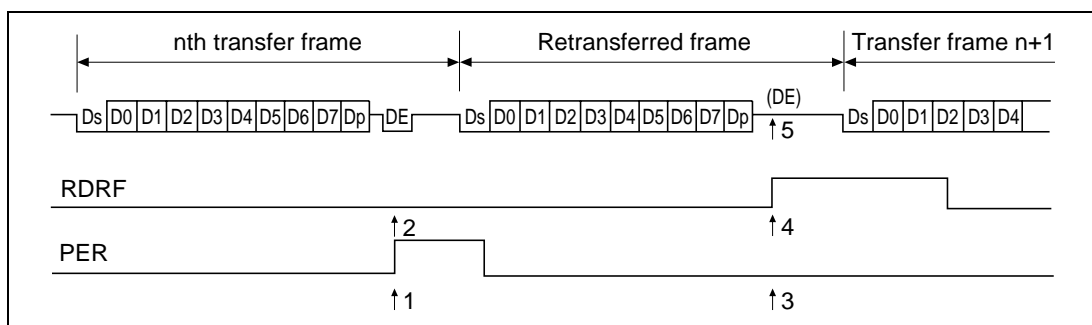 nth transfer frame Retransferred frame Transfer frame n+1
(DE)
Ds D0 D1 D2 D3 D4 D5 D6 D7 Dp DE Ds D0 D1 D2 D3 D4 D5 D6 D7 Dp Ds D0 D1 D2 D3 D4
5
RDRF
2 4
PER
1 3